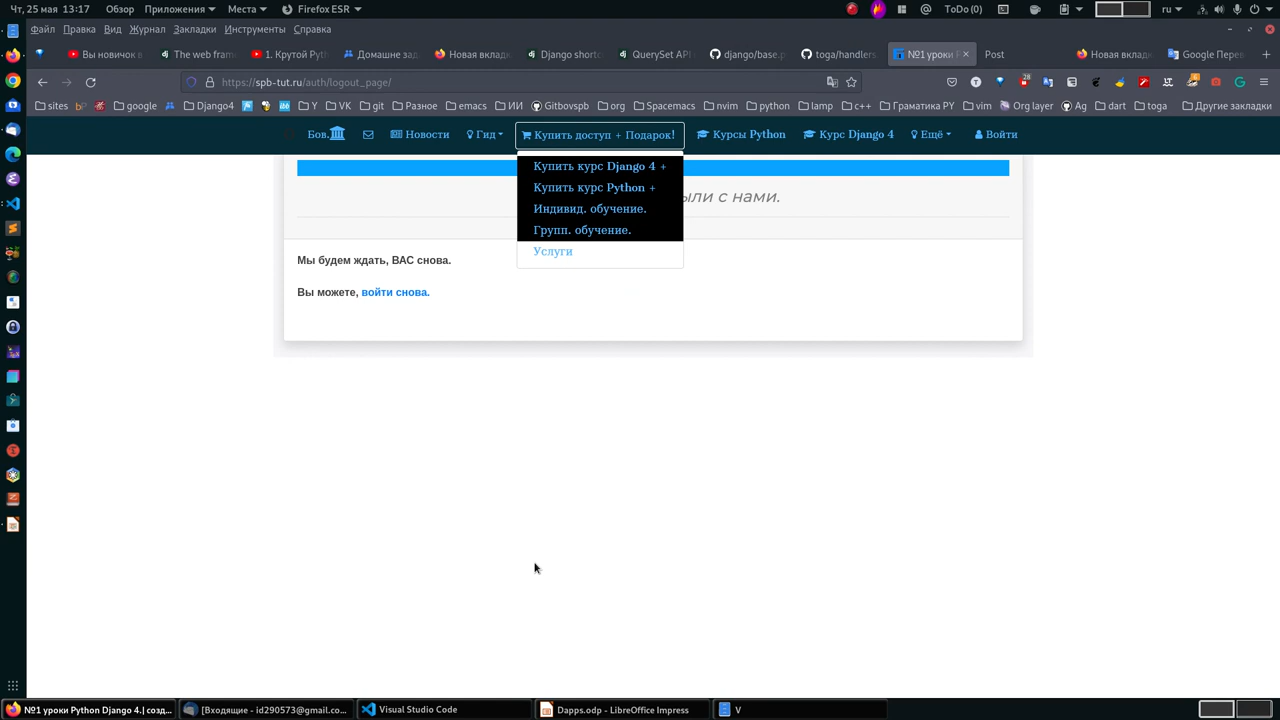 Чт, 25 мая 13:17 Обзор Приложения Места Firefox ESR ToDo(0) ru
Файл Правка Вид Журнал Закладки Инструменты Справка
Вы новичок в The web fram 1. Крутой Pyth Домашне зад Новая вкладк Django shortc QuerySet API django/base.p toga/handlers №1 уроки P Post Новая вкладк Google Перев
https://spb-tut.ru/auth/logout_page/ 28
sites bP google Django4 Y VK git Разное emacs ИИ Gitbovspb org Spacemacs nvim python lamp c++ Граматика РУ vim Org layer Ag dart toga Другие закладки
Бов. Новости Гид Купить доступ + Подарок! Курсы Python Курс Django 4 Ещё Войти
Купить курс Django 4 +
Купить курс Python +
ыли с нами.
Индивид. обучение.
Групп. обучение.
Услуги
Мы будем ждать, ВАС снова.
Вы можете, войти снова.
№1 уроки Python Django 4.| созд... [Входящие - id290573@gmail.co... Visual Studio Code Dapps.odp - LibreOffice Impress V